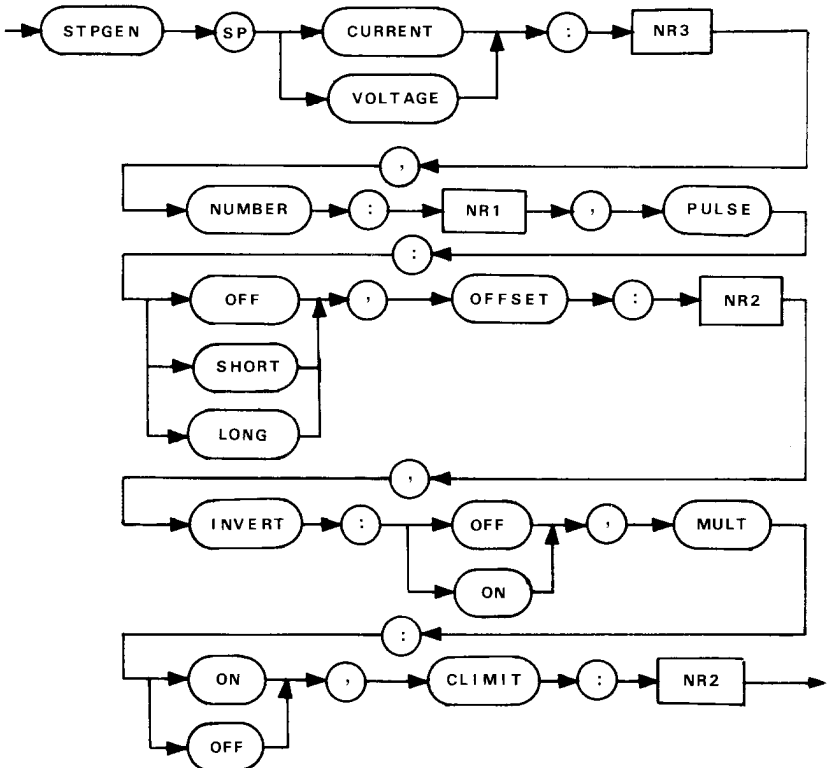 STPGEN SP CURRENT : NR3
VOLTAGE
,
NUMBER : NR1 , PULSE
:
OFF , OFFSET : NR2
SHORT
LONG
,
INVERT : OFF , MULT
ON
:
ON , CLIMIT : NR2
OFF